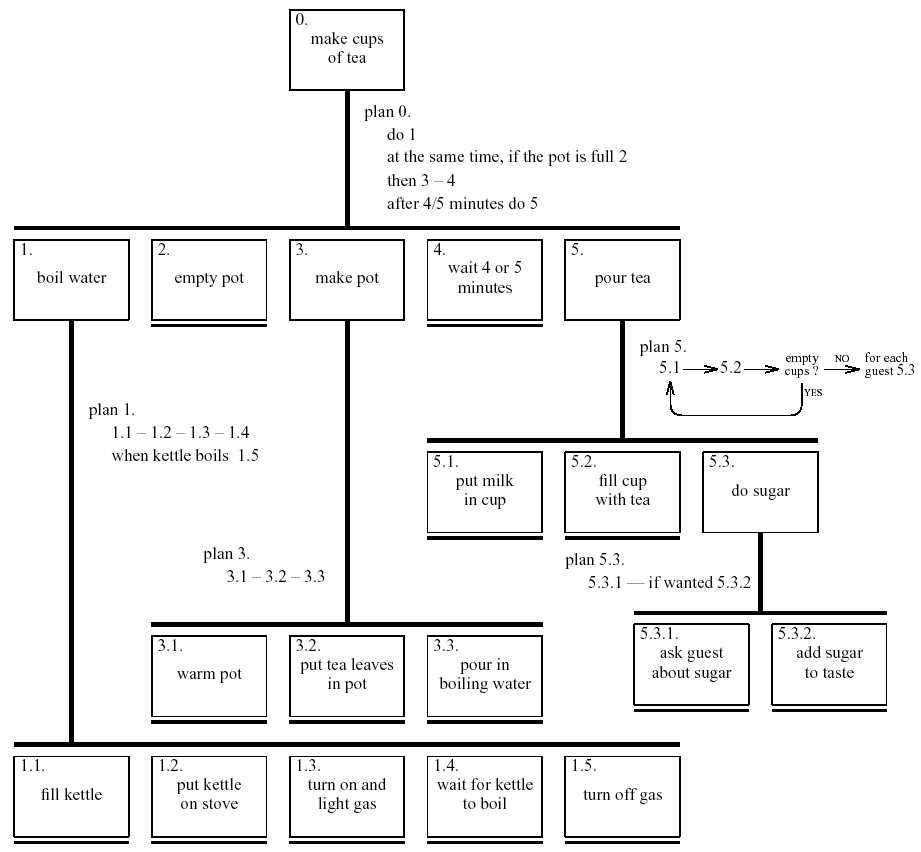 0.
make cups
of tea
plan 0.
do 1
at the same time, if the pot is full 2
then 3 – 4
after 4/5 minutes do 5
1.
boil water
2.
empty pot
3.
make pot
4.
wait 4 or 5
minutes
5.
pour tea
plan 5.
5.1 5.2 empty cups ? NO for each guest 5.3
YES
plan 1.
1.1 – 1.2 – 1.3 – 1.4
when kettle boils 1.5
5.1.
put milk
in cup
5.2.
fill cup
with tea
5.3.
do sugar
plan 3.
3.1 – 3.2 – 3.3
plan 5.3.
5.3.1 — if wanted 5.3.2
3.1.
warm pot
3.2.
put tea leaves
in pot
3.3.
pour in
boiling water
5.3.1.
ask guest
about sugar
5.3.2.
add sugar
to taste
1.1.
fill kettle
1.2.
put kettle
on stove
1.3.
turn on and
light gas
1.4.
wait for kettle
to boil
1.5.
turn off gas